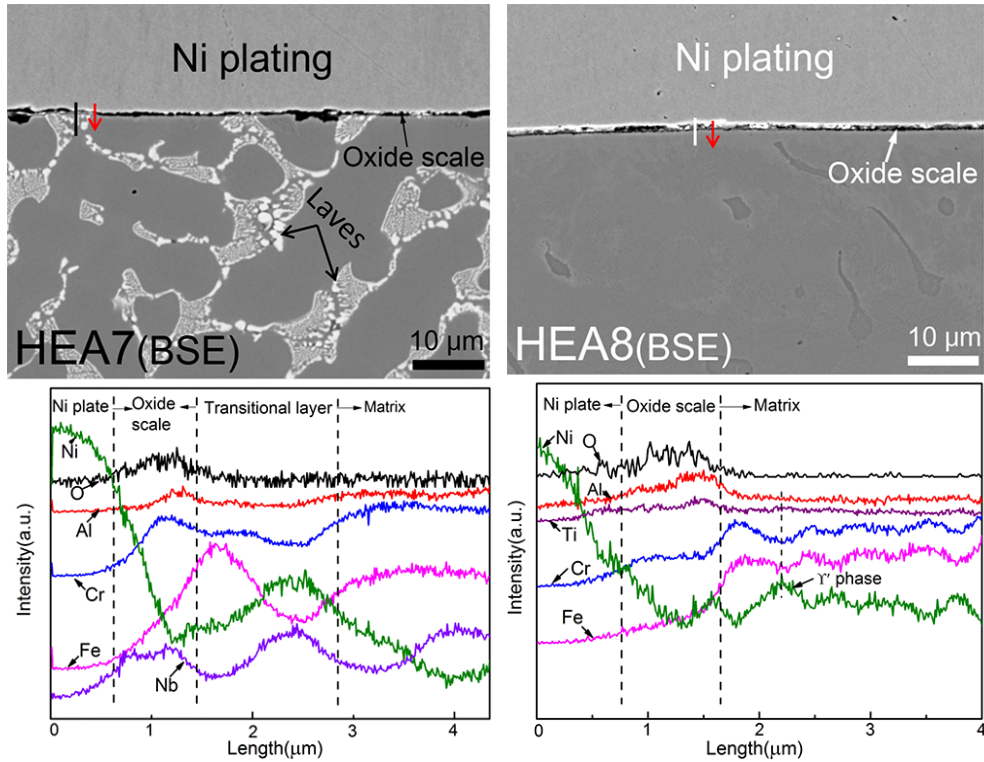 Ni plating
Oxide scale
Laves
HEA7(BSE)
10 μm
Ni plating
Oxide scale
HEA8(BSE)
10 μm
Ni plate
Oxide
scale
Transitional layer
Matrix
Ni
O
Al
Cr
Fe
Nb
Intensity(a.u.)
0 1 2 3 4
Length(μm)
Ni plate
Oxide scale
Matrix
Ni
O
Al
Ti
Cr
ϒ′ phase
Fe
Intensity(a.u.)
0 1 2 3 4
Length(μm)